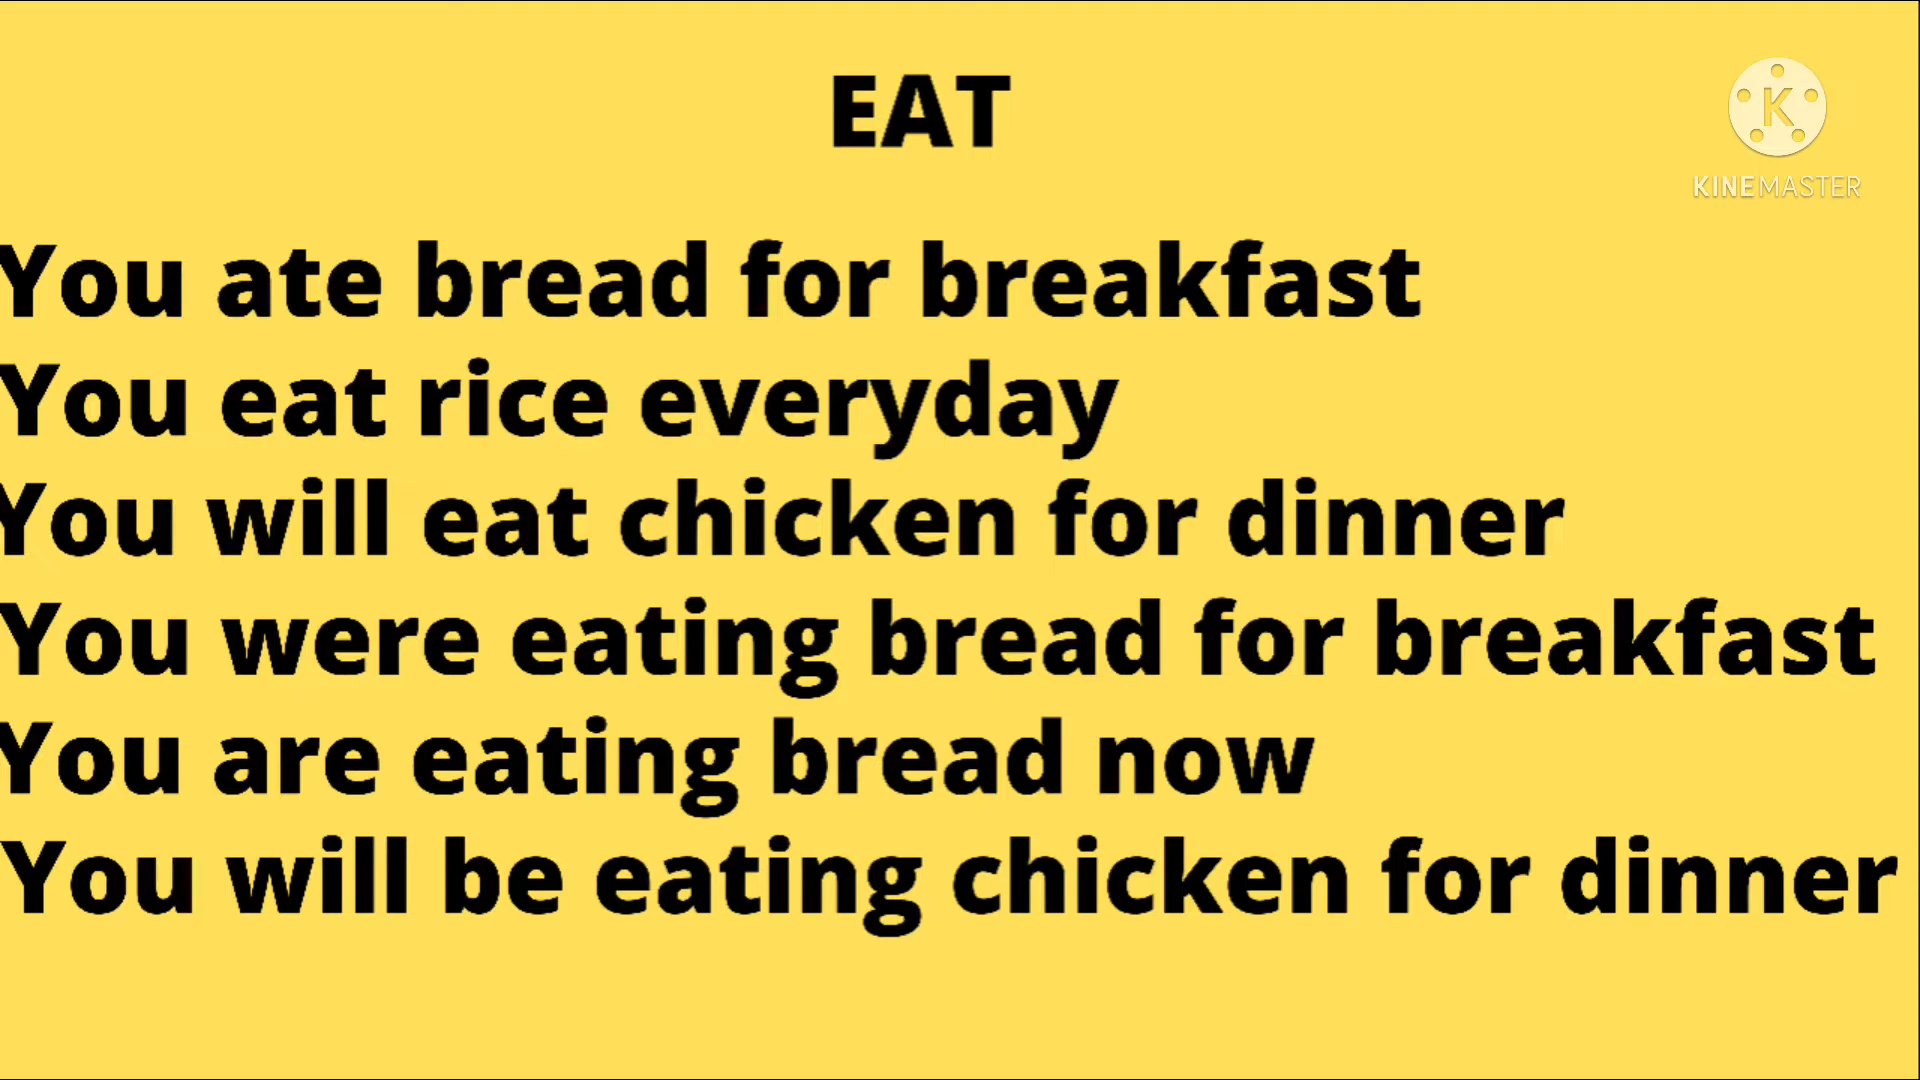 EAT
K
KINEMASTER
You ate bread for breakfast
You eat rice everyday
You will eat chicken for dinner
You were eating bread for breakfast
You are eating bread now
You will be eating chicken for dinner